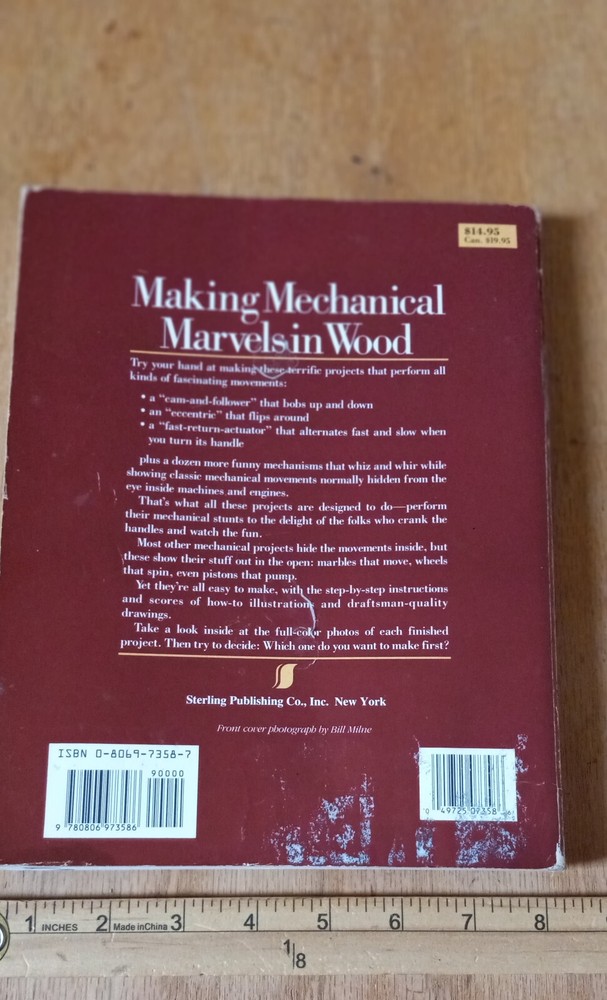 $14.95
Can. $19.95
Making Mechanical
Marvels in Wood
Try your hand at making these terrific projects that perform all
kinds of fascinating movements:
• a “cam-and-follower” that bobs up and down
• an “eccentric” that flips around
• a “fast-return-actuator” that alternates fast and slow when
you turn its handle
plus a dozen more funny mechanisms that whiz and whir while
showing classic mechanical movements normally hidden from the
eye inside machines and engines.
That’s what all these projects are designed to do—perform
their mechanical stunts to the delight of the folks who crank the
handles and watch the fun.
Most other mechanical projects hide the movements inside, but
these show their stuff out in the open: marbles that move, wheels
that spin, even pistons that pump.
Yet they’re all easy to make, with the step-by-step instructions
and scores of how-to illustrations and draftsman-quality
drawings.
Take a look inside at the full-color photos of each finished
project. Then try to decide: Which one do you want to make first?
Sterling Publishing Co., Inc. New York
Front cover photograph by Bill Milne
ISBN 0-8069-7358-7
90000
9 780806 973586
0 49725 07358
1 INCHES 2 Made in China 3 4 5 6 7 8
1/8